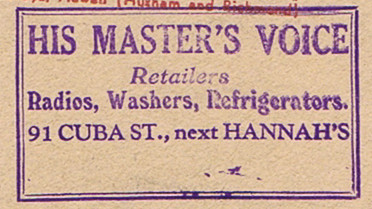 HIS MASTER'S VOICE
Retailers
Radios, Washers, Refrigerators.
91 CUBA ST., next HANNAH'S